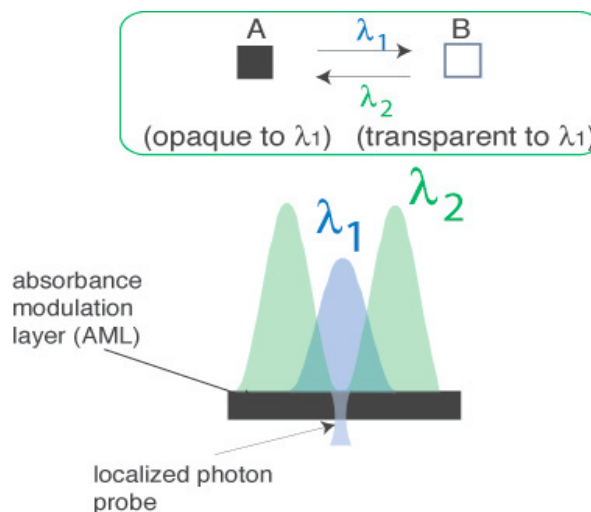 A
λ1
B
λ2
(opaque to λ1)
(transparent to λ1)
λ1
λ2
absorbance
modulation
layer (AML)
localized photon
probe